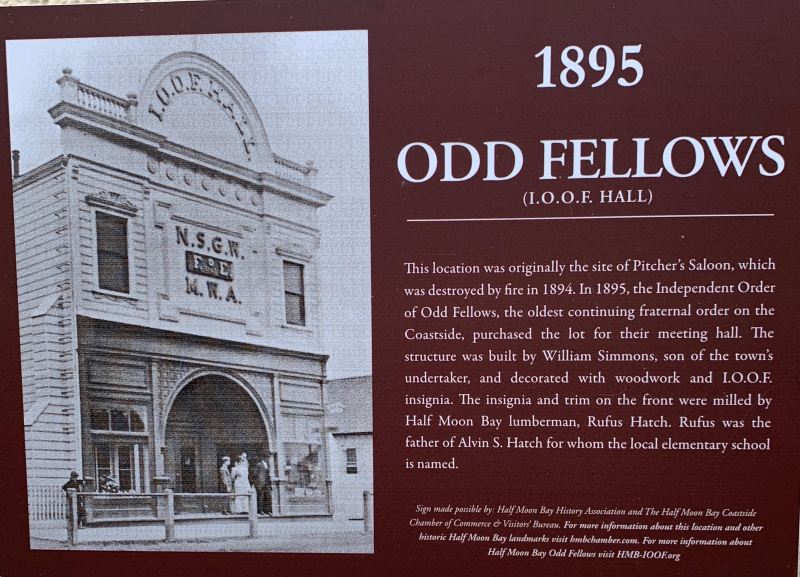 1895
ODD FELLOWS
(I.O.O.F. HALL)
I.O.O.F. HALL.
N.S.G.W.
F. O E.
M.W.A.
This location was originally the site of Pitcher's Saloon, which
was destroyed by fire in 1894. In 1895, the Independent Order
of Odd Fellows, the oldest continuing fraternal order on the
Coastside, purchased the lot for their meeting hall. The
structure was built by William Simmons, son of the town's
undertaker, and decorated with woodwork and I.O.O.F.
insignia. The insignia and trim on the front were milled by
Half Moon Bay lumberman, Rufus Hatch. Rufus was the
father of Alvin S. Hatch for whom the local elementary school
is named.
Sign made possible by: Half Moon Bay History Association and The Half Moon Bay Coastside
Chamber of Commerce & Visitors' Bureau. For more information about this location and other
historic Half Moon Bay landmarks visit hmbchamber.com. For more information about
Half Moon Bay Odd Fellows visit HMB-IOOF.org